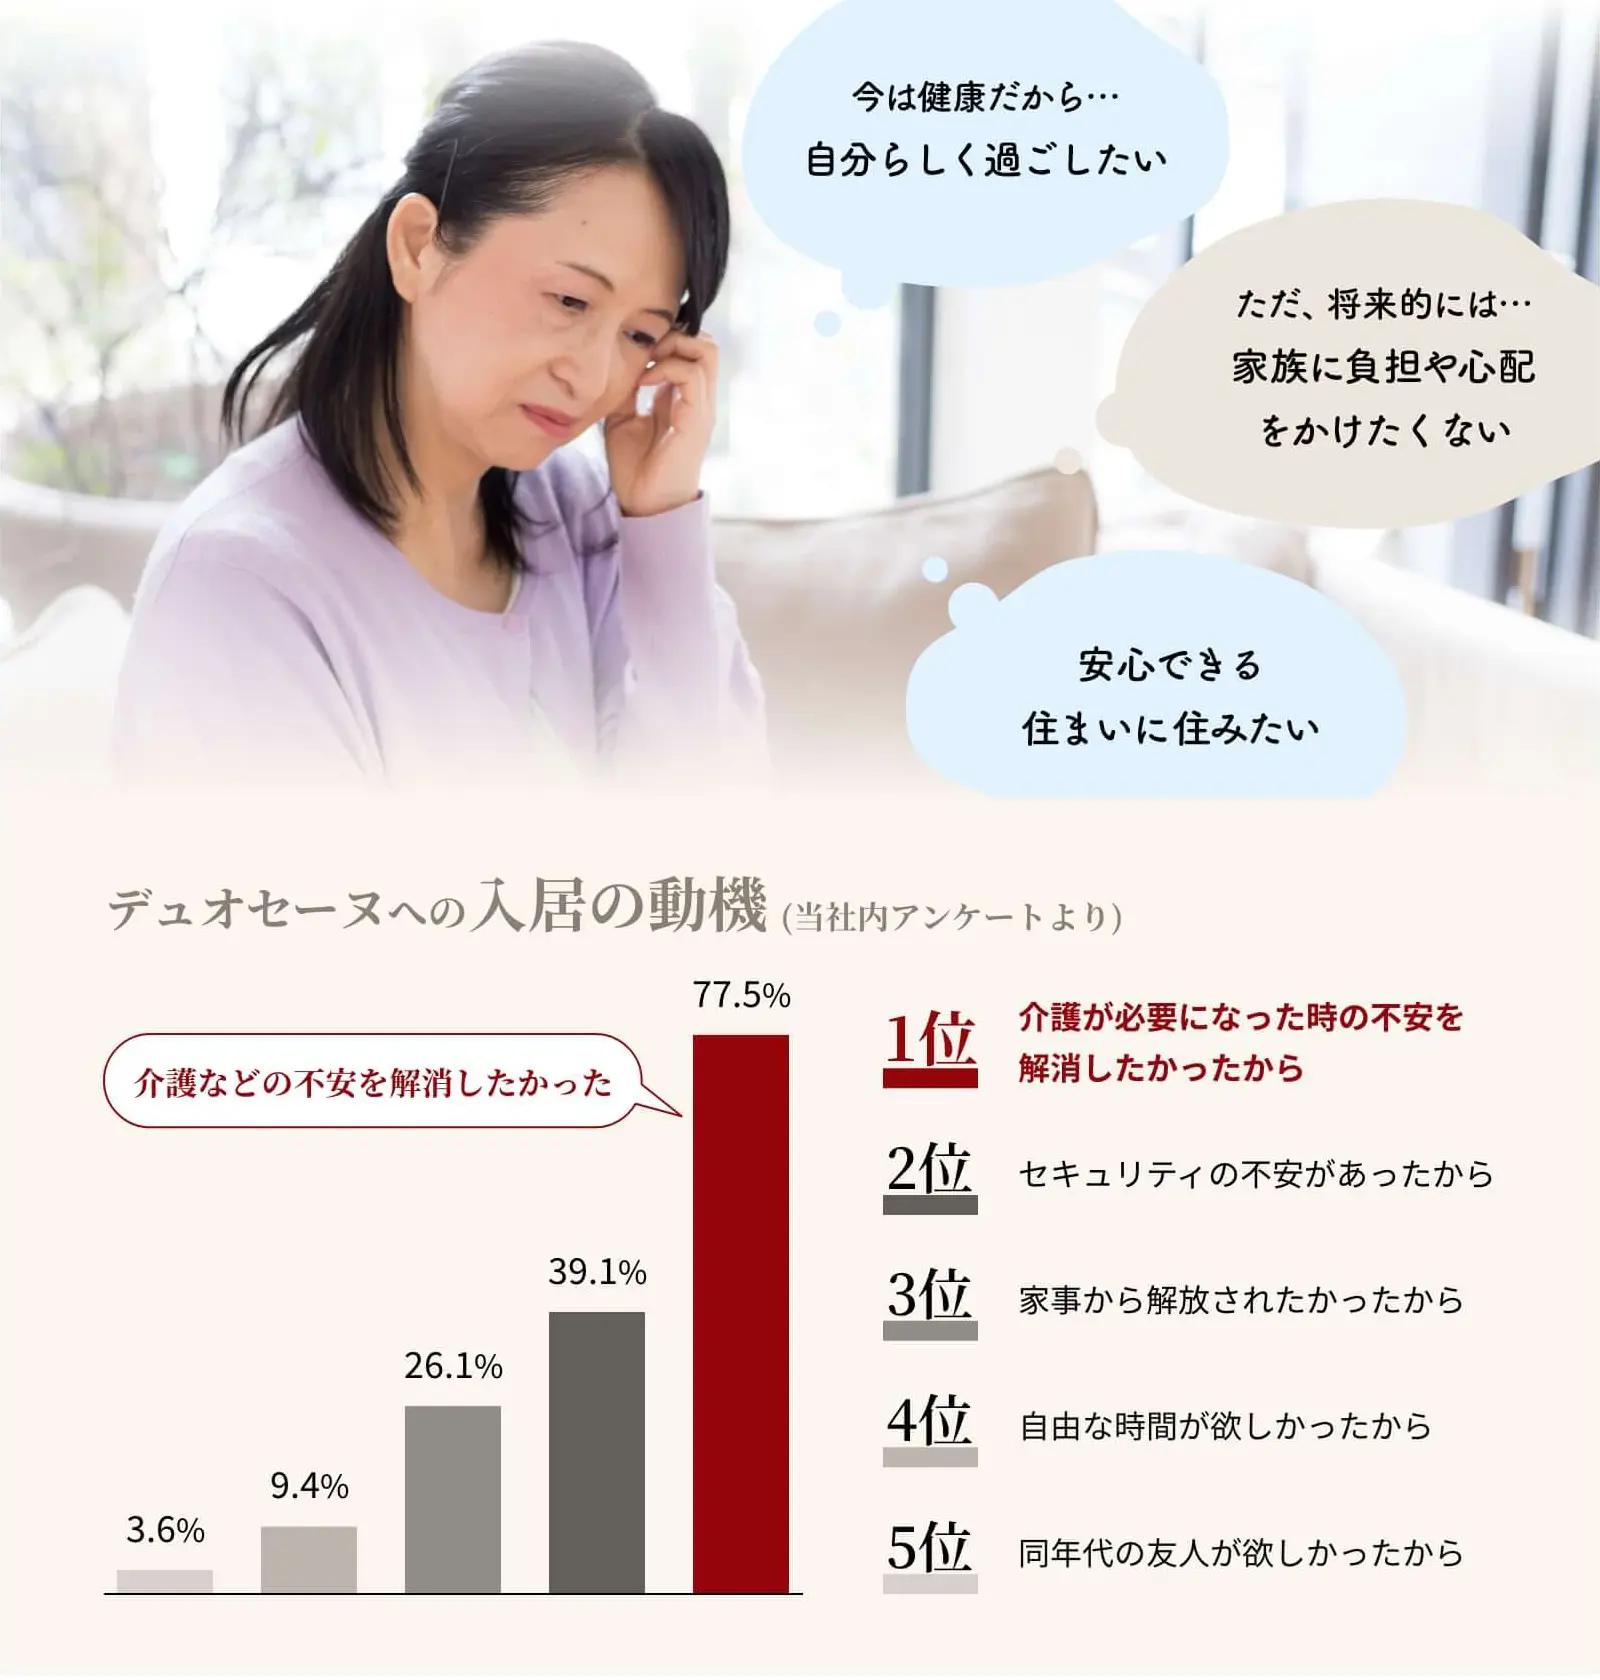 今は健康だから…
自分らしく過ごしたい
ただ、将来的には…
家族に負担や心配
をかけたくない
安心できる
住まいに住みたい
デュオセーヌへの入居の動機 (当社内アンケートより)
77.5%
介護などの不安を解消したかった
39.1%
26.1%
9.4%
3.6%
1位 介護が必要になった時の不安を
解消したかったから
2位 セキュリティの不安があったから
3位 家事から解放されたかったから
4位 自由な時間が欲しかったから
5位 同年代の友人が欲しかったから